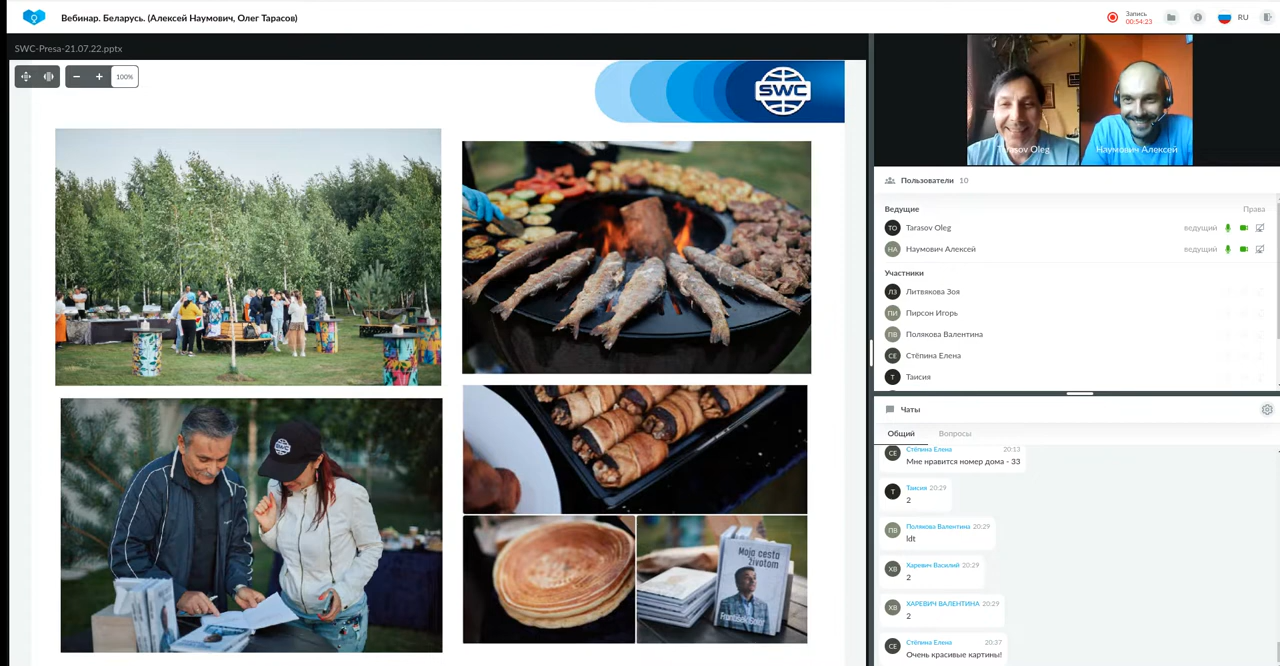 Вебинар. Беларусь. (Алексей Наумович, Олег Тарасов)
Запись
00:54:23
RU
SWC-Presa-21.07.22.pptx
100%
SWC
Moja cesta
životom
František Solár
Tarasov Oleg
Наумович Алексей
Пользователи 10
Ведущие
Права
TO Tarasov Oleg ведущий
НА Наумович Алексей ведущий
Участники
ЛЗ Литвякова Зоя
ПИ Пирсон Игорь
ПВ Полякова Валентина
СЕ Стёпина Елена
Т Таисия
Чаты
Общий Вопросы
СЕ Стёпина Елена 20:13
Мне нравится номер дома - 33
Т Таисия 20:29
2
ПВ Полякова Валентина 20:29
ldt
ХВ Харевич Василий 20:29
2
ХВ ХАРЕВИЧ ВАЛЕНТИНА 20:29
2
СЕ Стёпина Елена 20:37
Очень красивые картины!